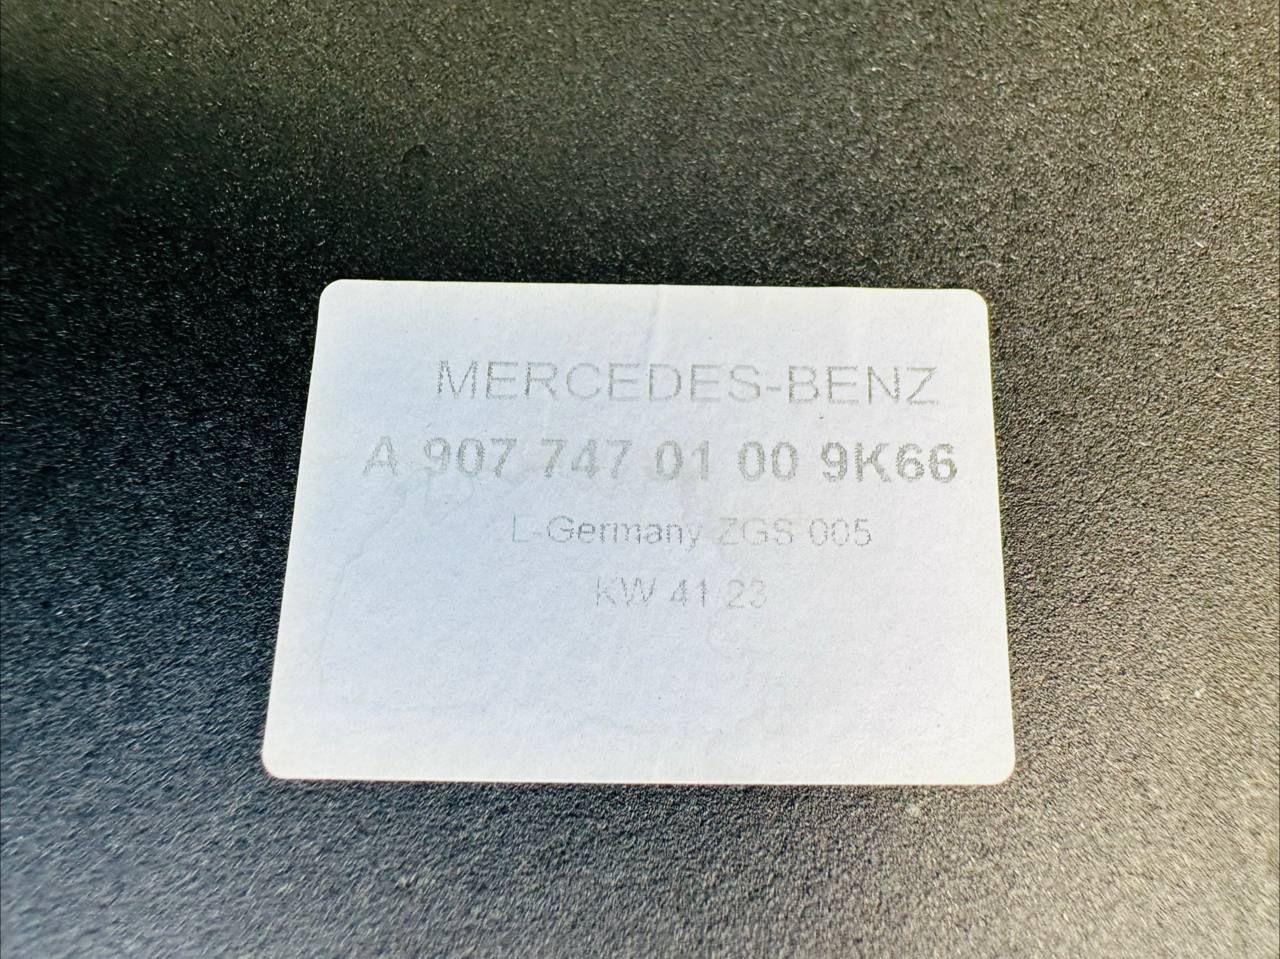 MERCEDES-BENZ
A 907 747 01 00 9K66
L-Germany ZGS 005
KW 41/23